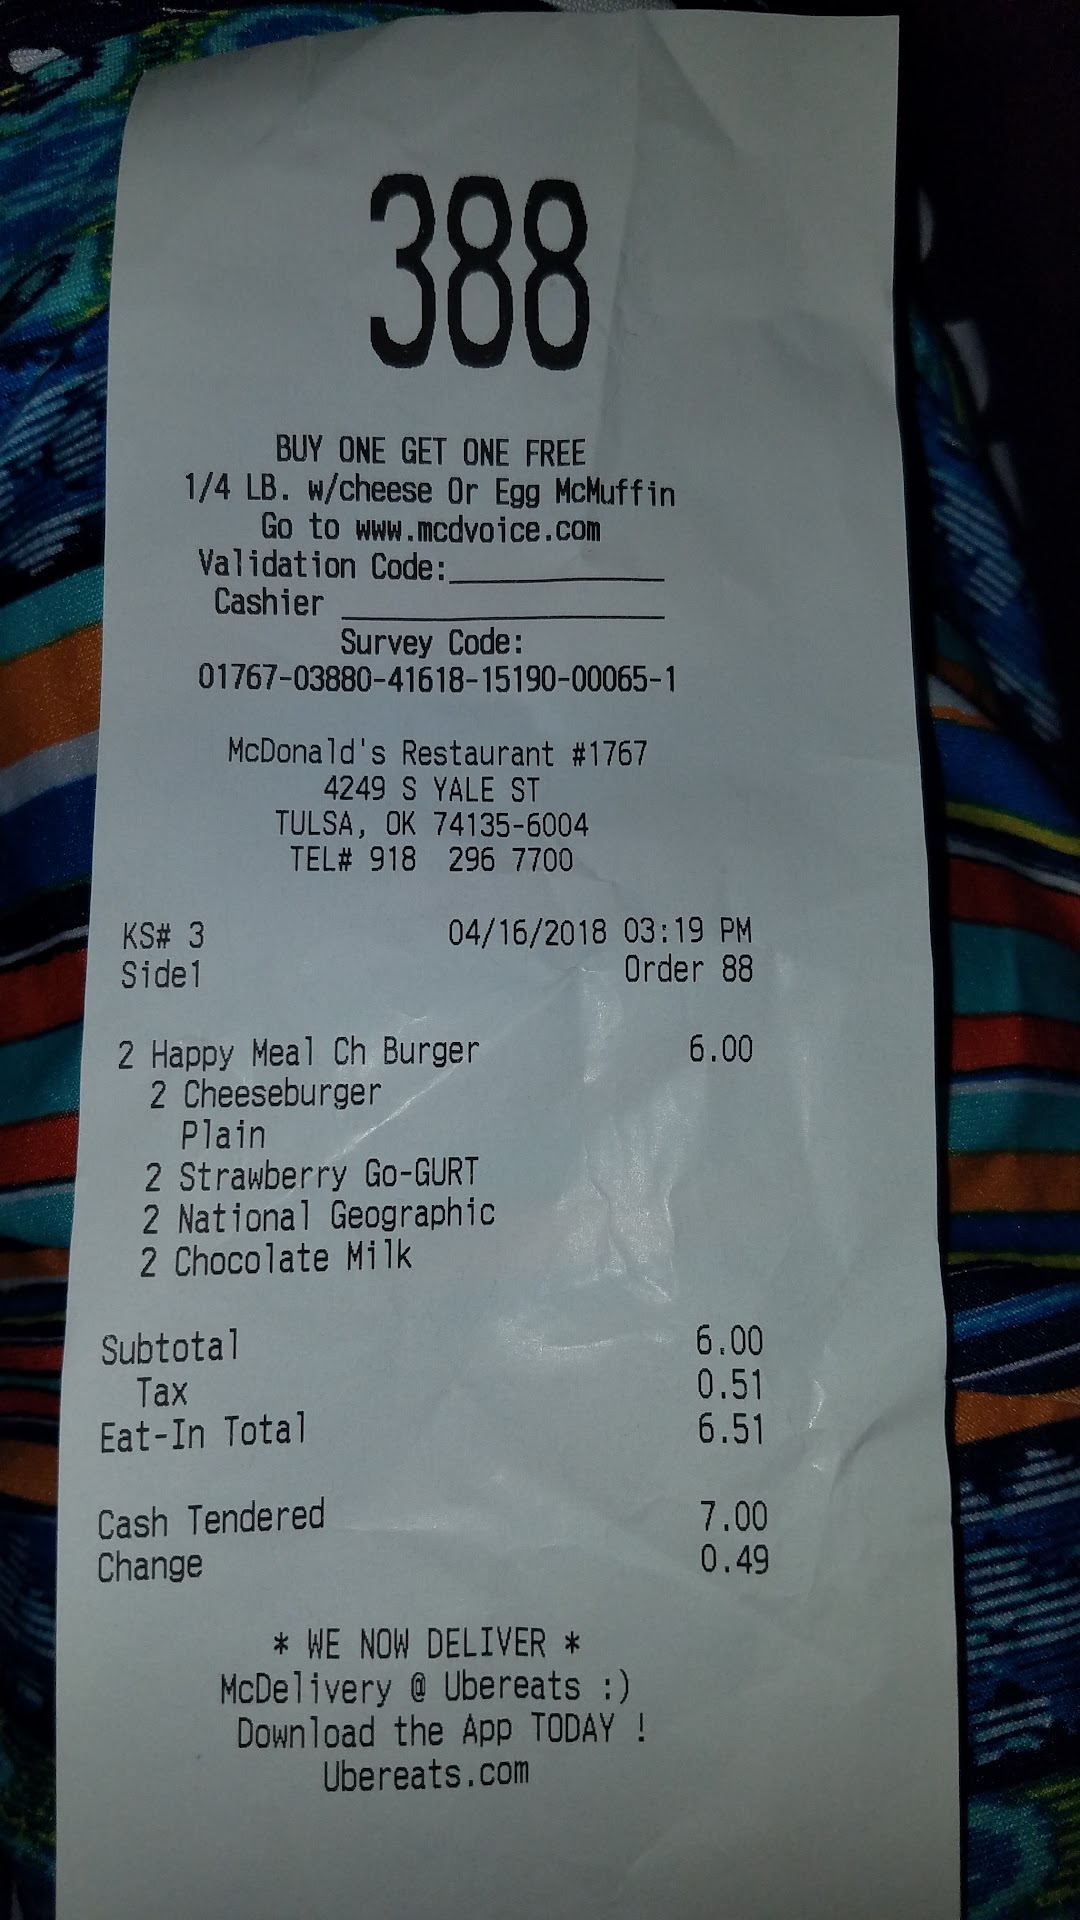 388
BUY ONE GET ONE FREE
1/4 LB. w/cheese Or Egg McMuffin
Go to www.mcdvoice.com
Validation Code:______________
Cashier _____________________
Survey Code:
01767-03880-41618-15190-00065-1
McDonald's Restaurant #1767
4249 S YALE ST
TULSA, OK 74135-6004
TEL# 918  296 7700
KS# 3 04/16/2018 03:19 PM
Side1 Order 88
2 Happy Meal Ch Burger 6.00
2 Cheeseburger
Plain
2 Strawberry Go-GURT
2 National Geographic
2 Chocolate Milk
Subtotal 6.00
Tax 0.51
Eat-In Total 6.51
Cash Tendered 7.00
Change 0.49
* WE NOW DELIVER *
McDelivery @ Ubereats :)
Download the App TODAY !
Ubereats.com